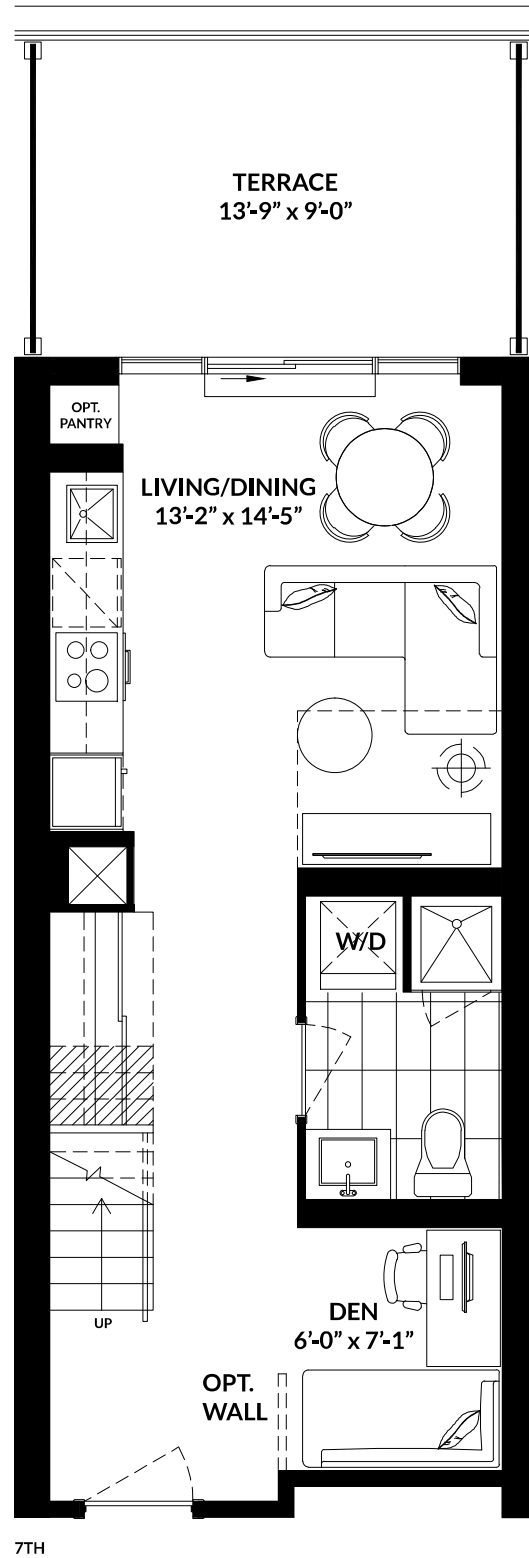 TERRACE
13'-9” x 9'-0”
OPT.
PANTRY
LIVING/DINING
13'-2” x 14'-5”
W/D
UP
DEN
6'-0” x 7'-1”
OPT.
WALL
7TH